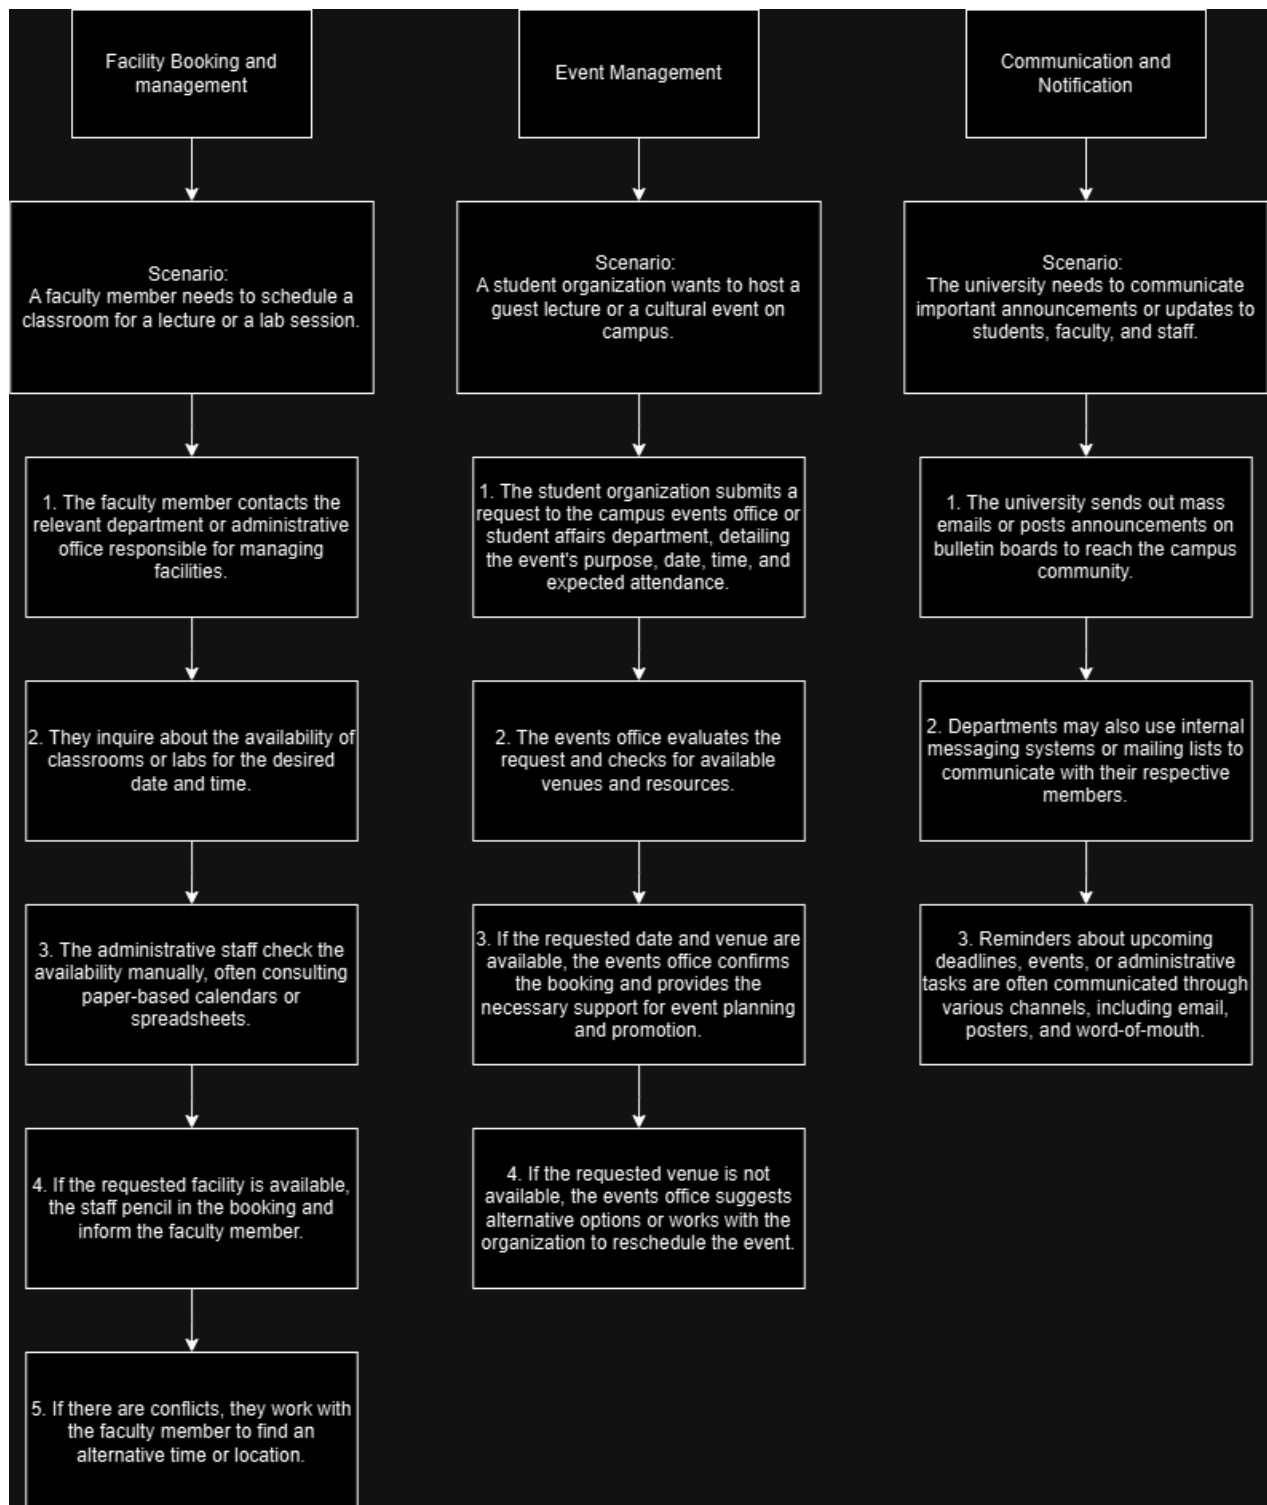 Facility Booking and
management
Scenario:
A faculty member needs to schedule a
classroom for a lecture or a lab session.
1. The faculty member contacts the
relevant department or administrative
office responsible for managing
facilities.
2. They inquire about the availability of
classrooms or labs for the desired
date and time.
3. The administrative staff check the
availability manually, often consulting
paper-based calendars or
spreadsheets.
4. If the requested facility is available,
the staff pencil in the booking and
inform the faculty member.
5. If there are conflicts, they work with
the faculty member to find an
alternative time or location.
Event Management
Scenario:
A student organization wants to host a
guest lecture or a cultural event on
campus.
1. The student organization submits a
request to the campus events office or
student affairs department, detailing
the event's purpose, date, time, and
expected attendance.
2. The events office evaluates the
request and checks for available
venues and resources.
3. If the requested date and venue are
available, the events office confirms
the booking and provides the
necessary support for event planning
and promotion.
4. If the requested venue is not
available, the events office suggests
alternative options or works with the
organization to reschedule the event.
Communication and
Notification
Scenario:
The university needs to communicate
important announcements or updates to
students, faculty, and staff.
1. The university sends out mass
emails or posts announcements on
bulletin boards to reach the campus
community.
2. Departments may also use internal
messaging systems or mailing lists to
communicate with their respective
members.
3. Reminders about upcoming
deadlines, events, or administrative
tasks are often communicated through
various channels, including email,
posters, and word-of-mouth.